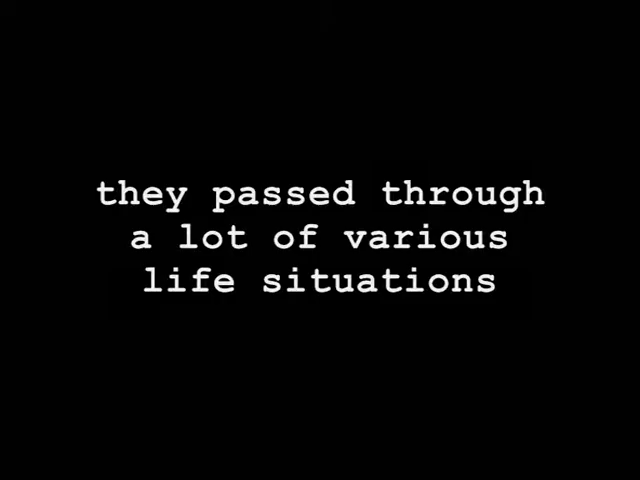 they passed through
a lot of various
life situations